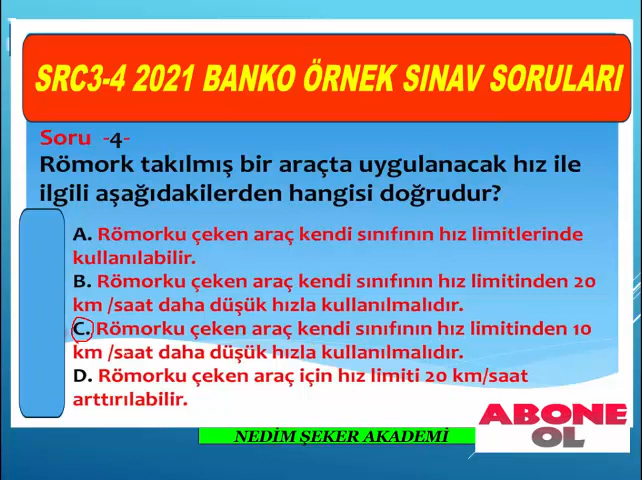 SRC3-4 2021 BANKO ÖRNEK SINAV SORULARI
Soru -4-
Römork takılmış bir araçta uygulanacak hız ile
ilgili aşağıdakilerden hangisi doğrudur?
A. Römorku çeken araç kendi sınıfının hız limitlerinde
kullanılabilir.
B. Römorku çeken araç kendi sınıfının hız limitinden 20
km /saat daha düşük hızla kullanılmalıdır.
C. Römorku çeken araç kendi sınıfının hız limitinden 10
km /saat daha düşük hızla kullanılmalıdır.
D. Römorku çeken araç için hız limiti 20 km/saat
arttırılabilir.
ABONE
OL
NEDİM ŞEKER AKADEMİ